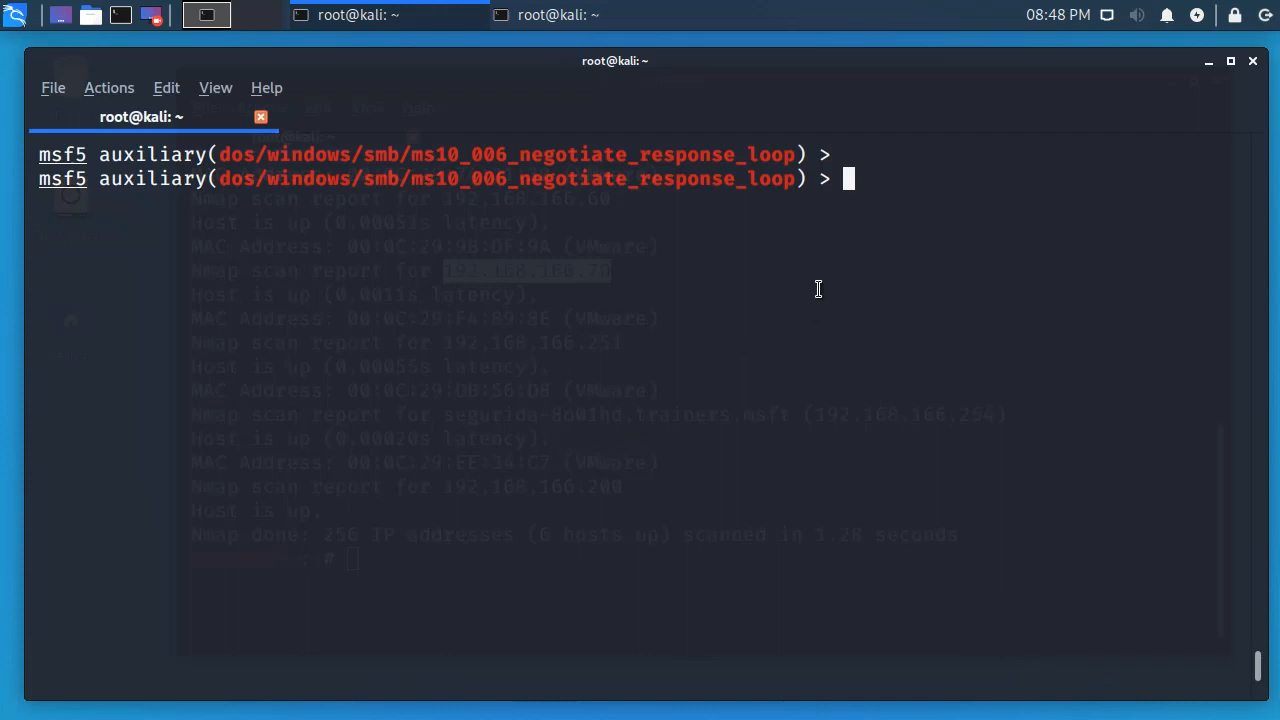 root@kali: ~
root@kali: ~
08:48 PM
root@kali: ~
File Actions Edit View Help
root@kali: ~
msf5 auxiliary(dos/windows/smb/ms10_006_negotiate_response_loop) >
msf5 auxiliary(dos/windows/smb/ms10_006_negotiate_response_loop) >
Nmap scan report for 192.168.166.60
Host is up (0.00051s latency).
MAC Address: 00:0C:29:9B:DF:9A (VMware)
Nmap scan report for 192.168.166.70
Host is up (0.0011s latency).
MAC Address: 00:0C:29:FA:89:8E (VMware)
Nmap scan report for 192.168.166.251
Host is up (0.00055s latency).
MAC Address: 00:0C:29:DB:56:D8 (VMware)
Nmap scan report for segurida-8o01hd.trainers.msft (192.168.166.254)
Host is up (0.00020s latency).
MAC Address: 00:0C:29:EE:14:C7 (VMware)
Nmap scan report for 192.168.166.200
Host is up.
Nmap done: 256 IP addresses (6 hosts up) scanned in 1.28 seconds
:~#